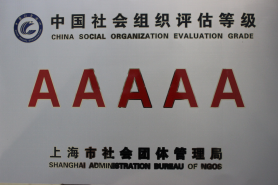 中国社会组织评估等级
CHINA SOCIAL ORGANIZATION EVALUATION GRADE
AAAAA
上海市社会团体管理局
SHANGHAI ADMINISTRATION BUREAU OF NGOS